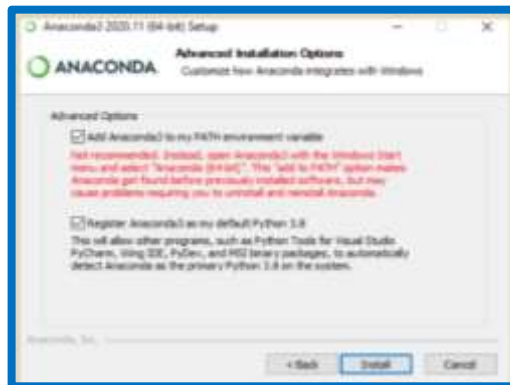 Anaconda3 2020.11 (64-bit) Setup
ANACONDA
Advanced Installation Options
Customize how Anaconda integrates with Windows
Advanced Options
Add Anaconda3 to my PATH environment variable
Not recommended. Instead, open Anaconda3 with the Windows Start
menu and select "Anaconda (64-bit)". This "add to PATH" option makes
Anaconda get found before previously installed software, but may
cause problems requiring you to uninstall and reinstall Anaconda.
Register Anaconda3 as my default Python 3.8
This will allow other programs, such as Python Tools for Visual Studio
PyCharm, Wing IDE, PyDev, and MSI binary packages, to automatically
detect Anaconda as the primary Python 3.8 on the system.
Anaconda, Inc.
< Back
Install
Cancel